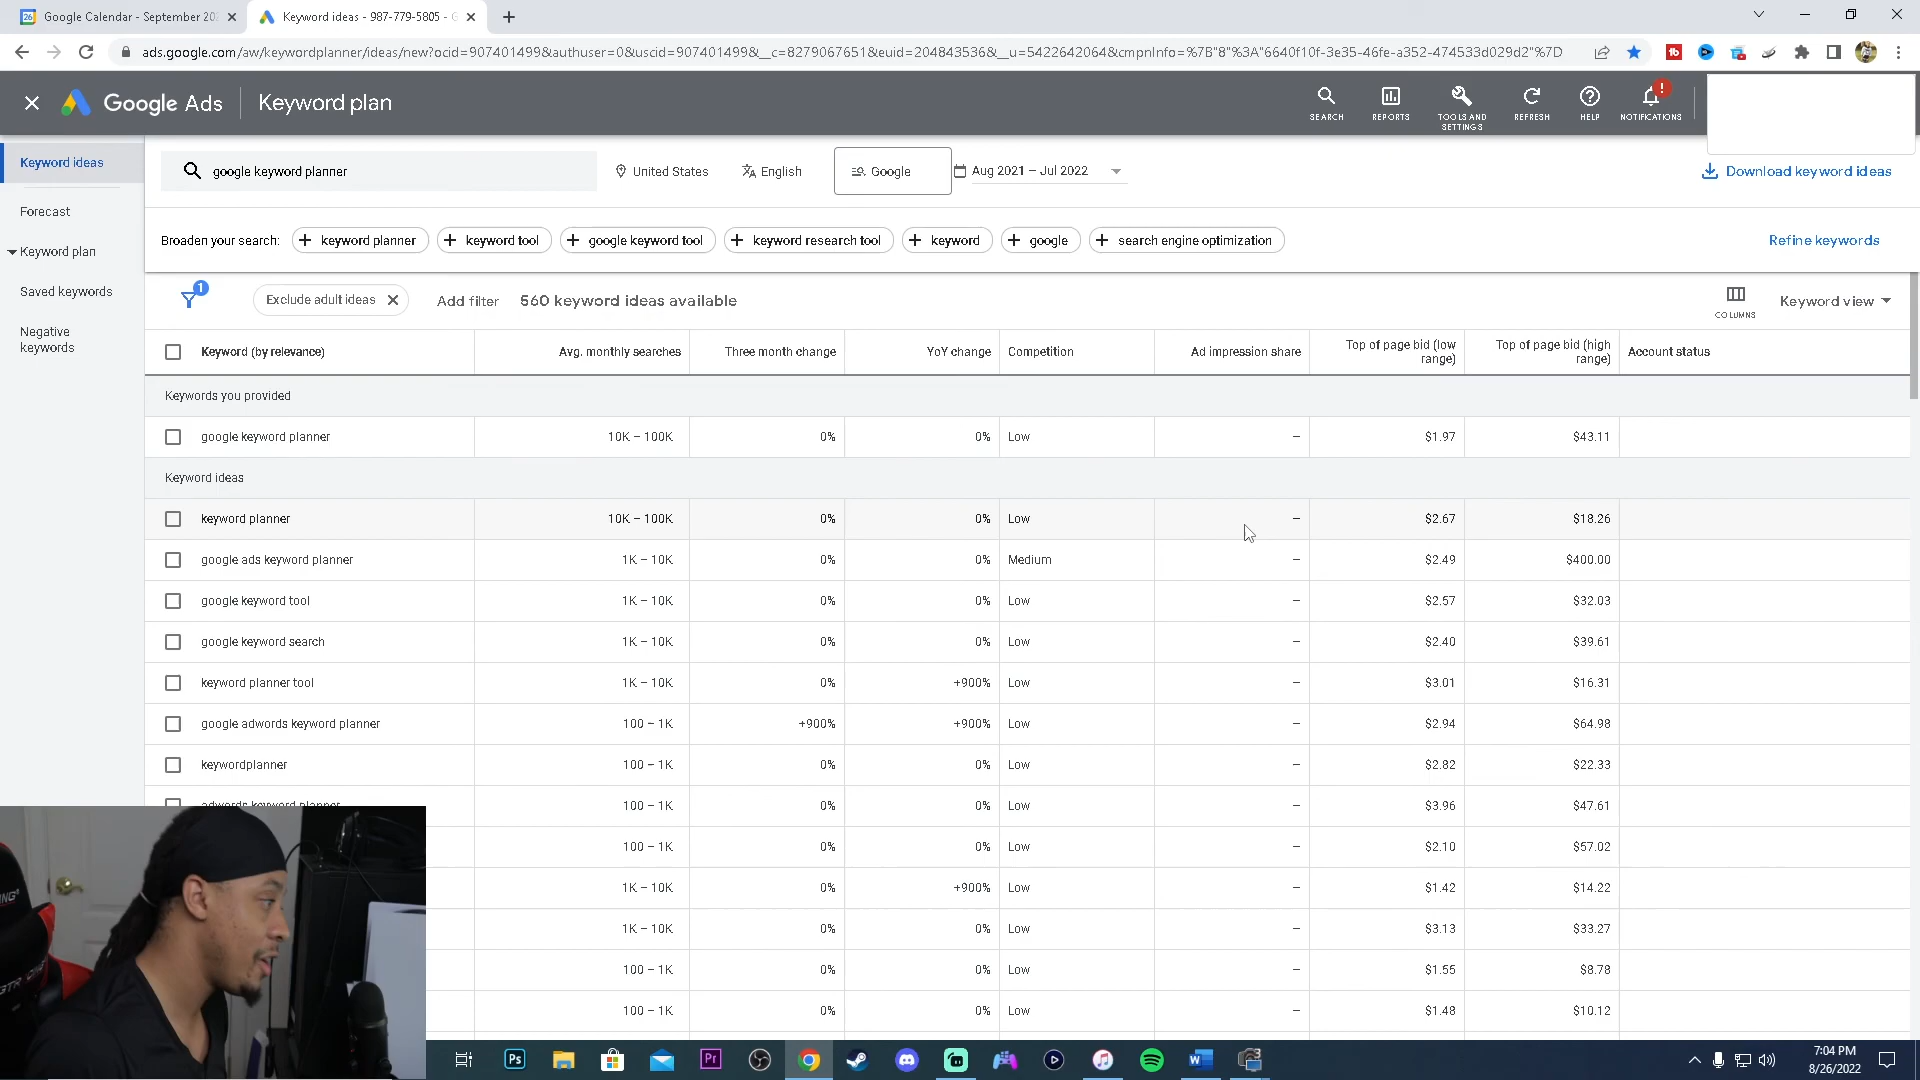 Google Calendar - September 202
Keyword ideas - 987-779-5805 - G
ads.google.com/aw/keywordplanner/ideas/new?ocid=907401499&authuser=0&uscid=907401499&__c=8279067651&euid=204843536&__u=5422642064&cmpnInfo=%7B"8"%3A"6640f10f-3e35-46fe-a352-474533d029d2"%7D
Google Ads
Keyword plan
SEARCH
REPORTS
TOOLS AND SETTINGS
REFRESH
HELP
NOTIFICATIONS
Keyword ideas
Forecast
Keyword plan
Saved keywords
Negative keywords
google keyword planner
United States
English
Google
Aug 2021 – Jul 2022
Download keyword ideas
Broaden your search:
keyword planner
keyword tool
google keyword tool
keyword research tool
keyword
google
search engine optimization
Refine keywords
1
Exclude adult ideas
Add filter
560 keyword ideas available
COLUMNS
Keyword view
Keyword (by relevance) Avg. monthly searches Three month change YoY change Competition Ad impression share Top of page bid (low range) Top of page bid (high range) Account status
Keywords you provided
google keyword planner 10K – 100K 0% 0% Low – $1.97 $43.11
Keyword ideas
keyword planner 10K – 100K 0% 0% Low – $2.67 $18.26
google ads keyword planner 1K – 10K 0% 0% Medium – $2.49 $400.00
google keyword tool 1K – 10K 0% 0% Low – $2.57 $32.03
google keyword search 1K – 10K 0% 0% Low – $2.40 $39.61
keyword planner tool 1K – 10K 0% +900% Low – $3.01 $16.31
google adwords keyword planner 100 – 1K +900% +900% Low – $2.94 $64.98
keywordplanner 100 – 1K 0% 0% Low – $2.82 $22.33
adwords keyword planner 100 – 1K 0% 0% Low – $3.96 $47.61
100 – 1K 0% 0% Low – $2.10 $57.02
1K – 10K 0% +900% Low – $1.42 $14.22
1K – 10K 0% 0% Low – $3.13 $33.27
100 – 1K 0% 0% Low – $1.55 $8.78
100 – 1K 0% 0% Low – $1.48 $10.12
7:04 PM
8/26/2022